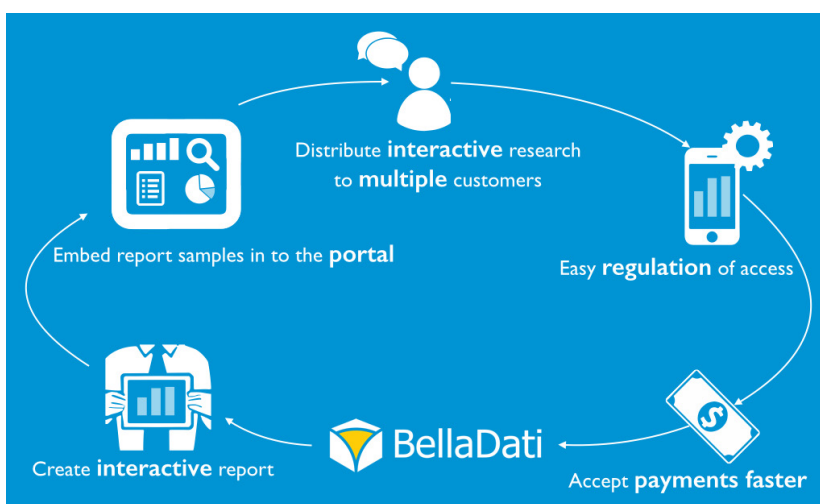 Distribute interactive research
to multiple customers
Embed report samples in to the portal
Easy regulation of access
$
BellaDati
Create interactive report
Accept payments faster